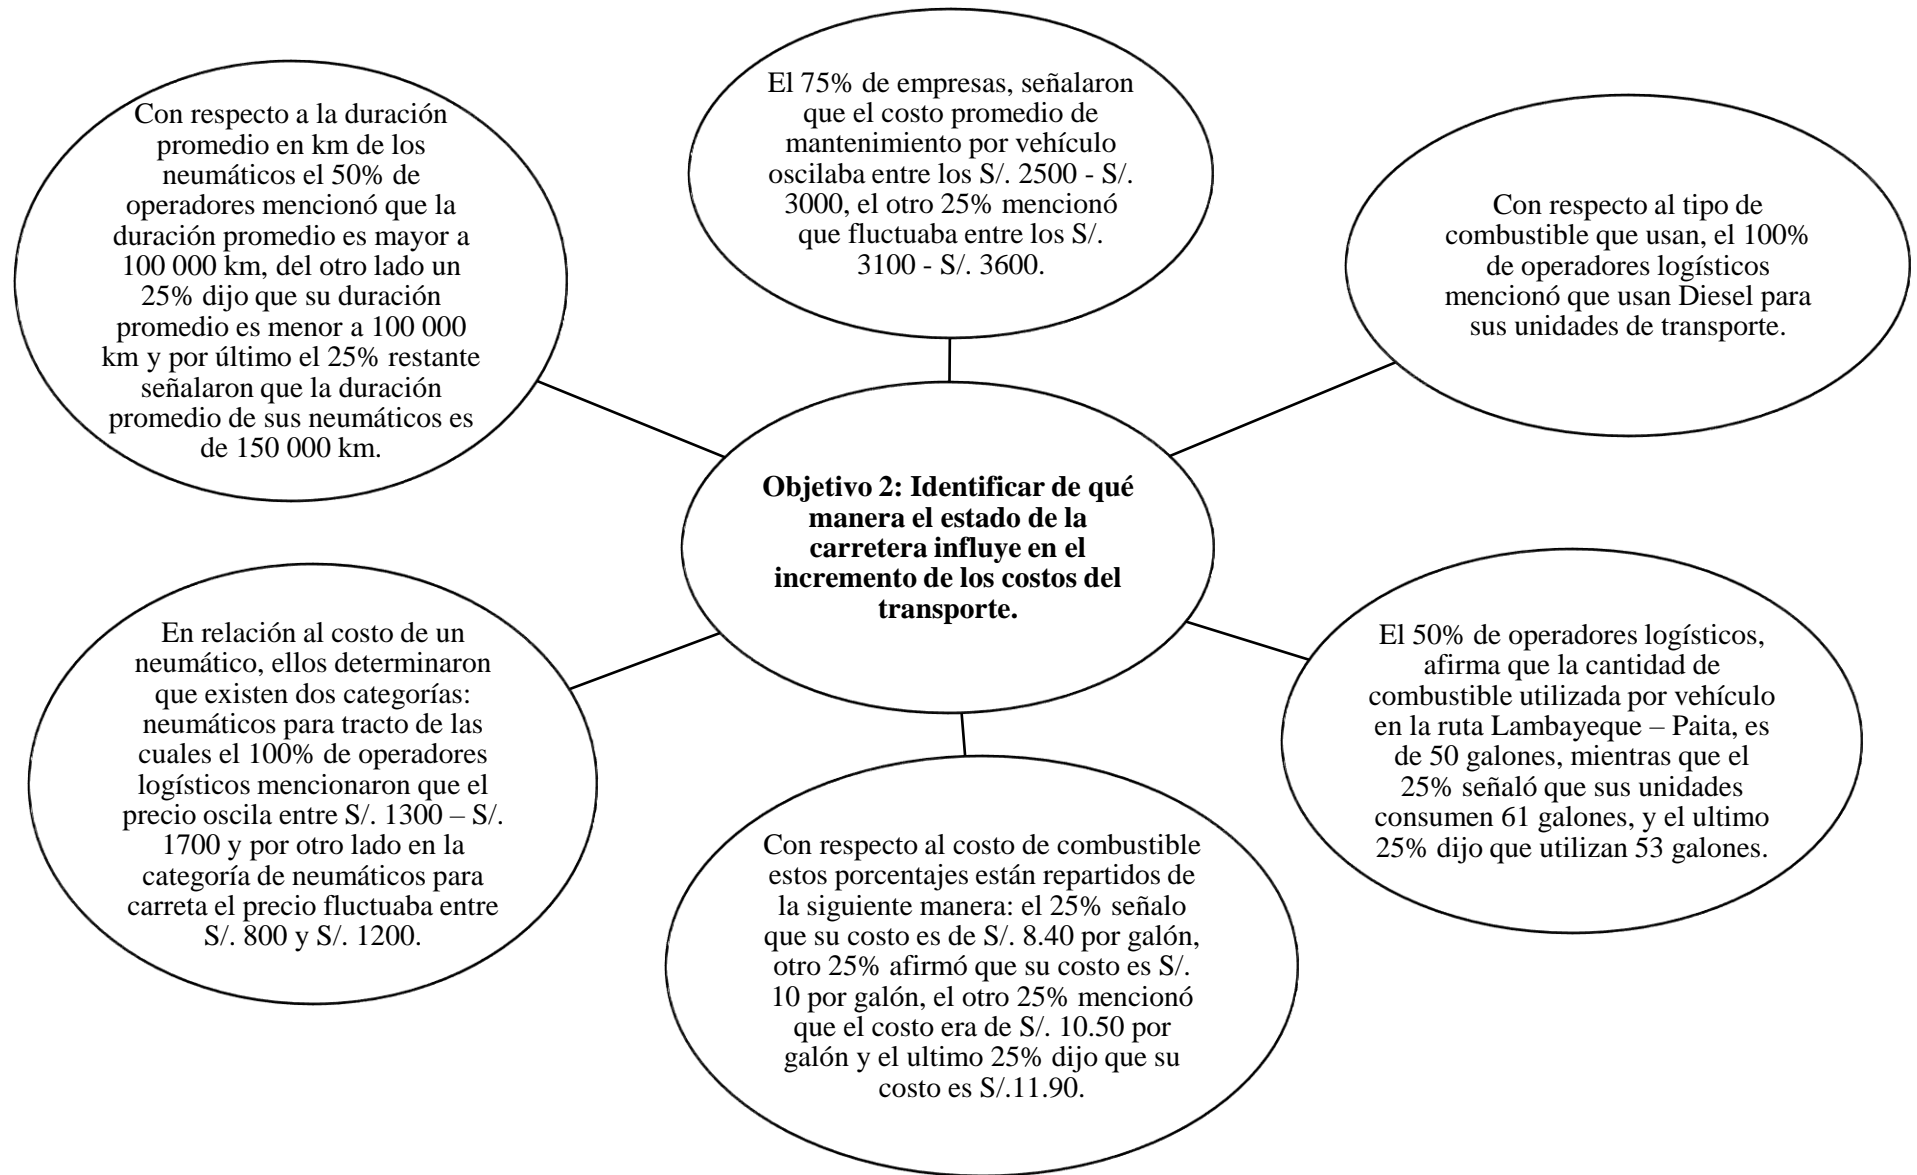 Con respecto a la duración
promedio en km de los
neumáticos el 50% de
operadores mencionó que la
duración promedio es mayor a
100 000 km, del otro lado un
25% dijo que su duración
promedio es menor a 100 000
km y por último el 25% restante
señalaron que la duración
promedio de sus neumáticos es
de 150 000 km.
El 75% de empresas, señalaron
que el costo promedio de
mantenimiento por vehículo
oscilaba entre los S/. 2500 - S/.
3000, el otro 25% mencionó
que fluctuaba entre los S/.
3100 - S/. 3600.
Con respecto al tipo de
combustible que usan, el 100%
de operadores logísticos
mencionó que usan Diesel para
sus unidades de transporte.
Objetivo 2: Identificar de qué
manera el estado de la
carretera influye en el
incremento de los costos del
transporte.
En relación al costo de un
neumático, ellos determinaron
que existen dos categorías:
neumáticos para tracto de las
cuales el 100% de operadores
logísticos mencionaron que el
precio oscila entre S/. 1300 – S/.
1700 y por otro lado en la
categoría de neumáticos para
carreta el precio fluctuaba entre
S/. 800 y S/. 1200.
Con respecto al costo de combustible
estos porcentajes están repartidos de
la siguiente manera: el 25% señalo
que su costo es de S/. 8.40 por galón,
otro 25% afirmó que su costo es S/.
10 por galón, el otro 25% mencionó
que el costo era de S/. 10.50 por
galón y el ultimo 25% dijo que su
costo es S/.11.90.
El 50% de operadores logísticos,
afirma que la cantidad de
combustible utilizada por vehículo
en la ruta Lambayeque – Paita, es
de 50 galones, mientras que el
25% señaló que sus unidades
consumen 61 galones, y el ultimo
25% dijo que utilizan 53 galones.